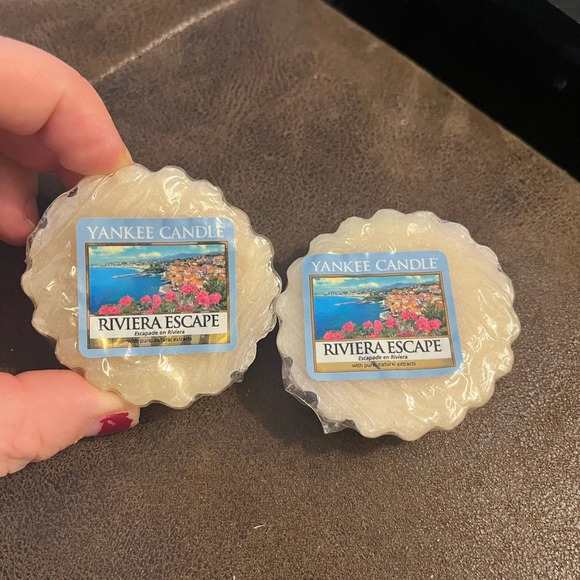 YANKEE CANDLE
RIVIERA ESCAPE
Escapade en Riviera
with pure, natural extracts
YANKEE CANDLE
RIVIERA ESCAPE
Escapade en Riviera
with pure, natural extracts